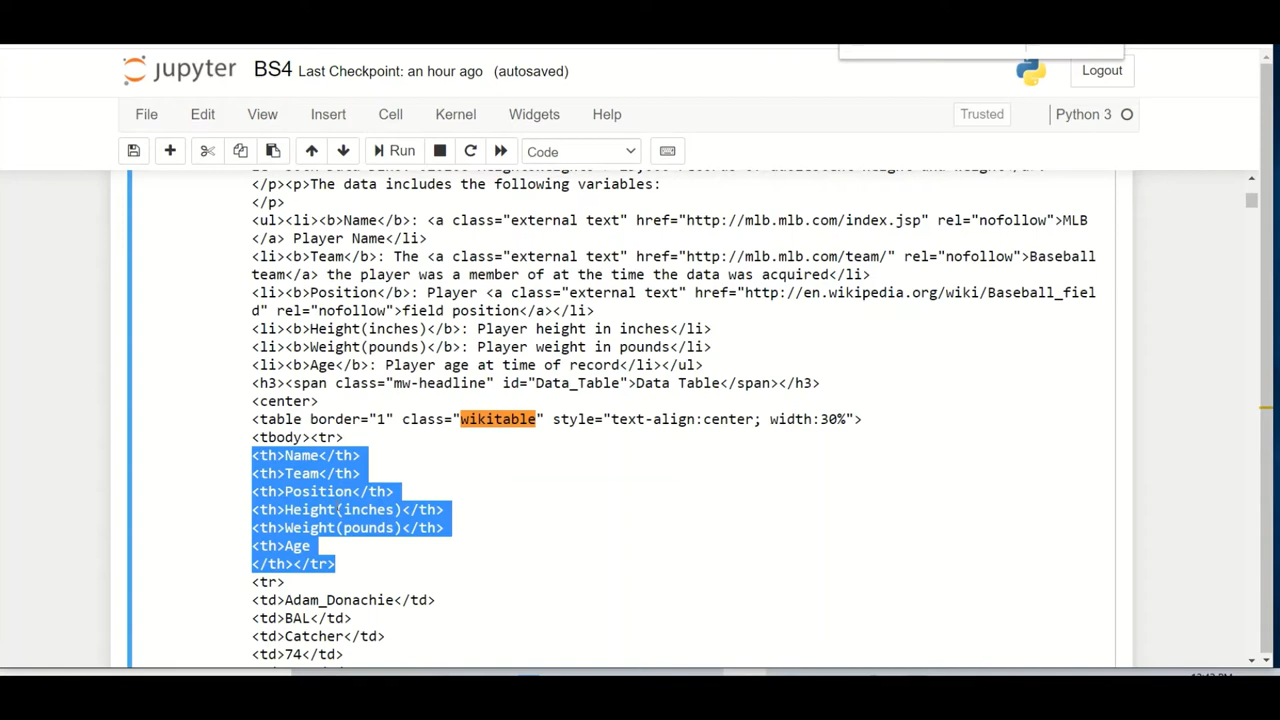 jupyter BS4 Last Checkpoint: an hour ago (autosaved) Logout
File Edit View Insert Cell Kernel Widgets Help Trusted Python 3
Run Code
</p><p>The data includes the following variables:
</p>
<ul><li><b>Name</b>: <a class="external text" href="http://mlb.mlb.com/index.jsp" rel="nofollow">MLB
</a> Player Name</li>
<li><b>Team</b>: The <a class="external text" href="http://mlb.mlb.com/team/" rel="nofollow">Baseball
team</a> the player was a member of at the time the data was acquired</li>
<li><b>Position</b>: Player <a class="external text" href="http://en.wikipedia.org/wiki/Baseball_fiel
d" rel="nofollow">field position</a></li>
<li><b>Height(inches)</b>: Player height in inches</li>
<li><b>Weight(pounds)</b>: Player weight in pounds</li>
<li><b>Age</b>: Player age at time of record</li></ul>
<h3><span class="mw-headline" id="Data_Table">Data Table</span></h3>
<center>
<table border="1" class="wikitable" style="text-align:center; width:30%">
<tbody><tr>
<th>Name</th>
<th>Team</th>
<th>Position</th>
<th>Height(inches)</th>
<th>Weight(pounds)</th>
<th>Age
</th></tr>
<tr>
<td>Adam_Donachie</td>
<td>BAL</td>
<td>Catcher</td>
<td>74</td>